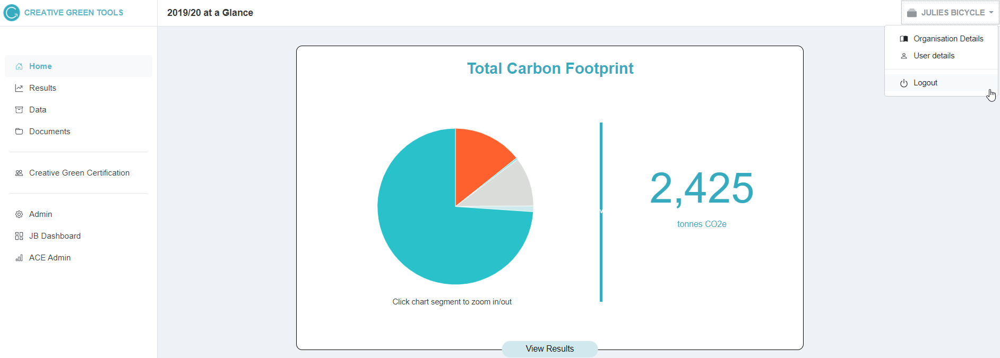 CREATIVE GREEN TOOLS
2019/20 at a Glance
JULIES BICYCLE
Organisation Details
User details
Logout
Home
Results
Data
Documents
Creative Green Certification
Admin
JB Dashboard
ACE Admin
Total Carbon Footprint
2,425
tonnes CO2e
Click chart segment to zoom in/out
View Results